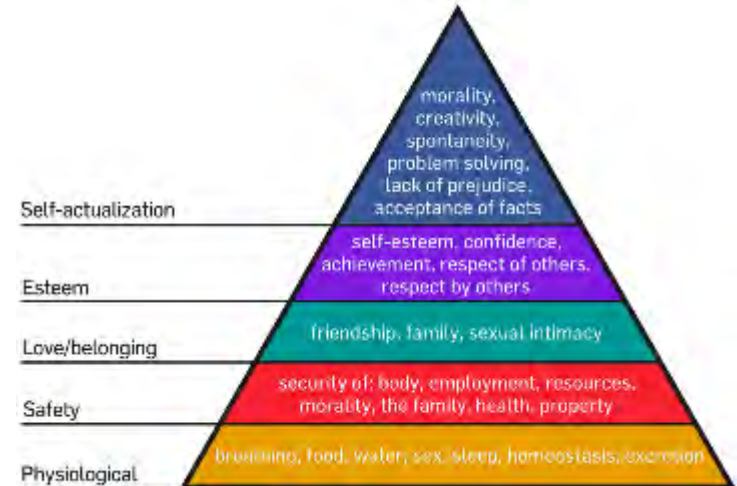 morality,
creativity,
spontaneity,
problem solving,
lack of prejudice,
acceptance of facts
Self-actualization
self-esteem, confidence,
achievement, respect of others,
respect by others
Esteem
friendship, family, sexual intimacy
Love/belonging
security of: body, employment, resources,
morality, the family, health, property
Safety
breathing, food, water, sex, sleep, homeostasis, excretion
Physiological